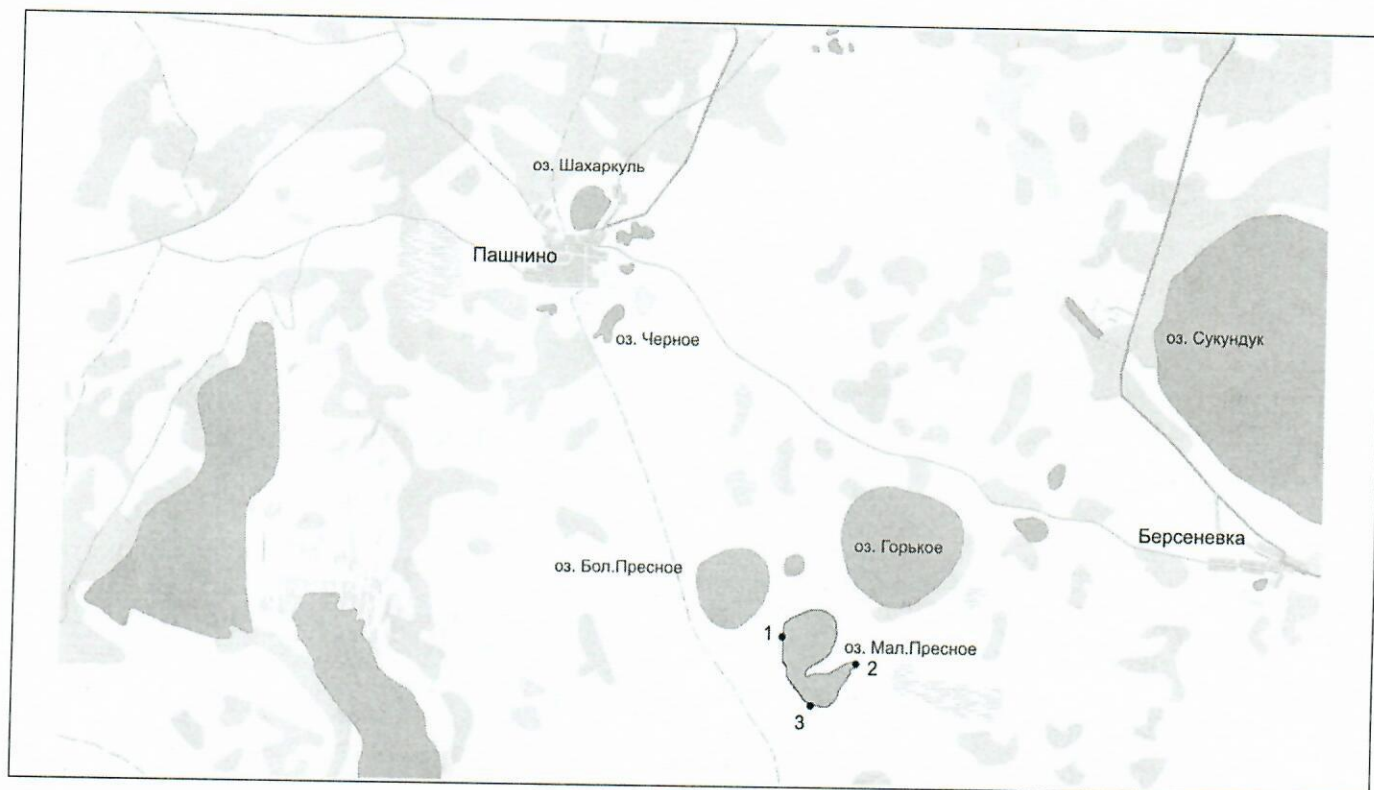 оз. Шахаркуль
Пашнино
оз. Черное
оз. Сукундук
Берсеневка
оз. Горькое
оз. Бол.Пресное
1
оз. Мал.Пресное
2
3